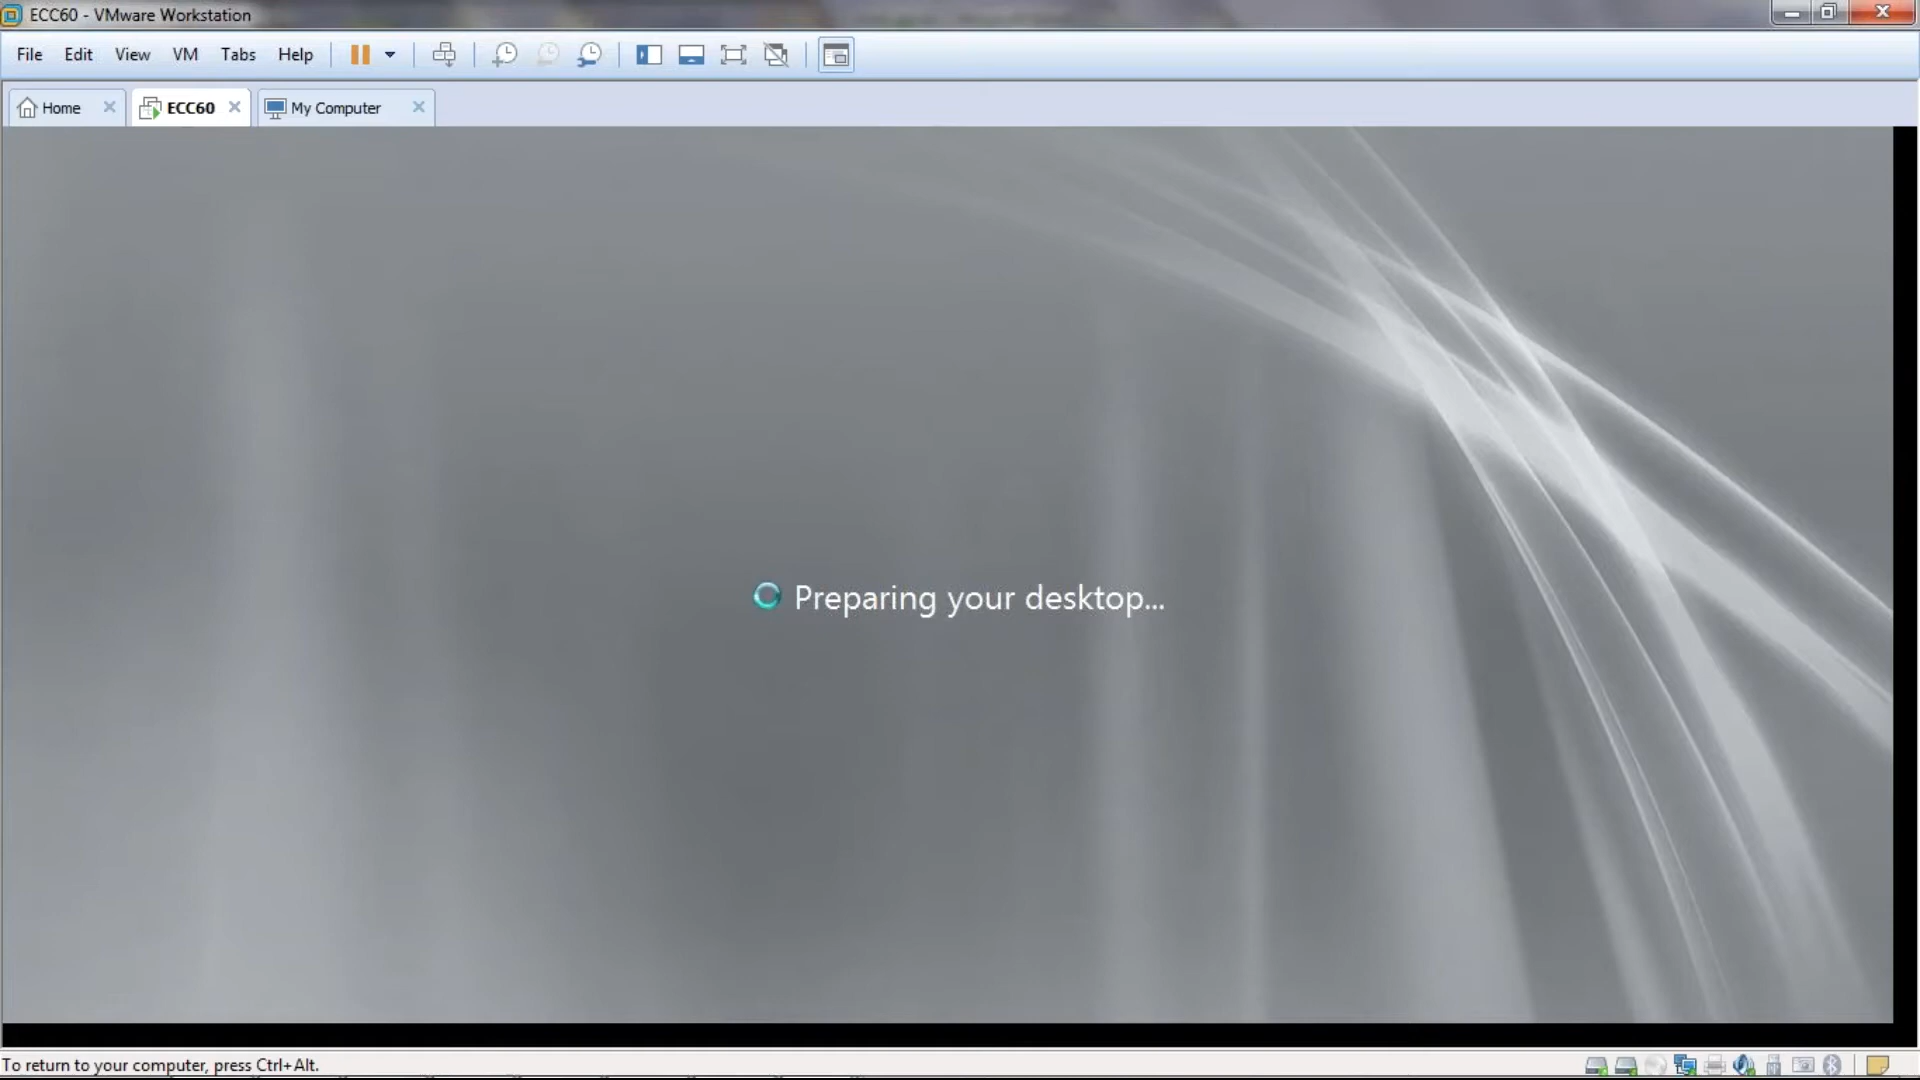 ECC60 - VMware Workstation
File Edit View VM Tabs Help
Home ECC60 My Computer
Preparing your desktop...
To return to your computer, press Ctrl+Alt.